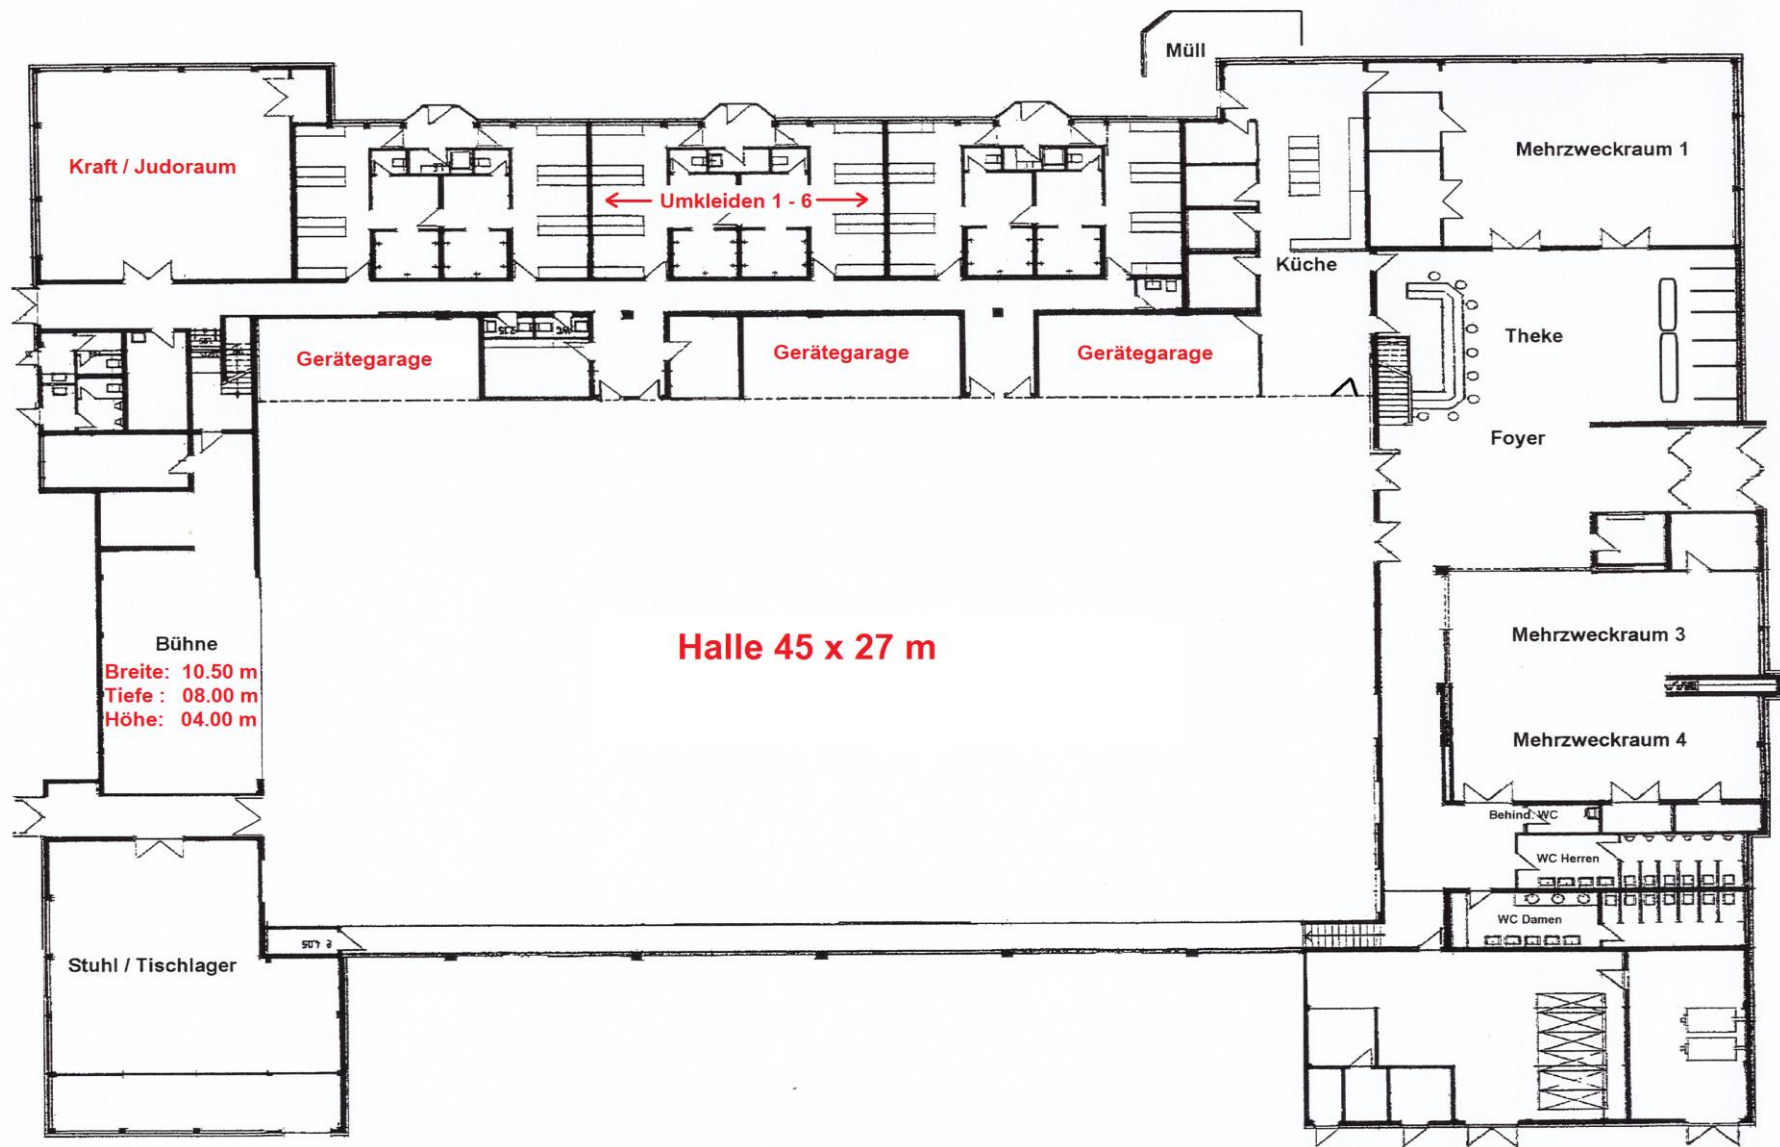 Müll
Kraft / Judoraum
Mehrzweckraum 1
Umkleiden 1 - 6
Küche
Gerätegarage
Gerätegarage
Gerätegarage
Theke
Foyer
Bühne
Breite: 10.50 m
Tiefe : 08.00 m
Höhe: 04.00 m
Halle 45 x 27 m
Mehrzweckraum 3
Mehrzweckraum 4
Behind. WC
WC Herren
WC Damen
Stuhl / Tischlager